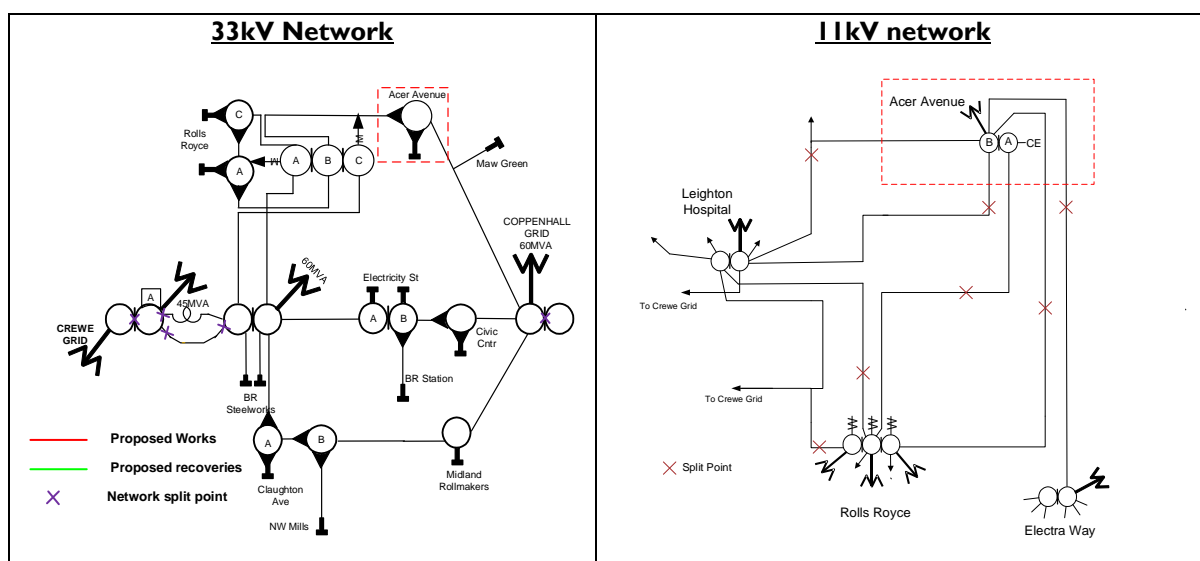 33kV Network
Acer Avenue
C
Rolls
Royce
A
M
A
B
C
M
Maw Green
COPPENHALL
GRID
60MVA
60MVA
Electricity St
A
45MVA
A
B
CREWE
GRID
Civic
Cntr
BR Station
BR
Steelworks
Proposed Works
A
B
Proposed recoveries
Midland
Rollmakers
Claughton
Ave
Network split point
NW Mills
11kV network
Acer Avenue
B
A
CE
Leighton
Hospital
To Crewe Grid
To Crewe Grid
Split Point
Rolls Royce
Electra Way